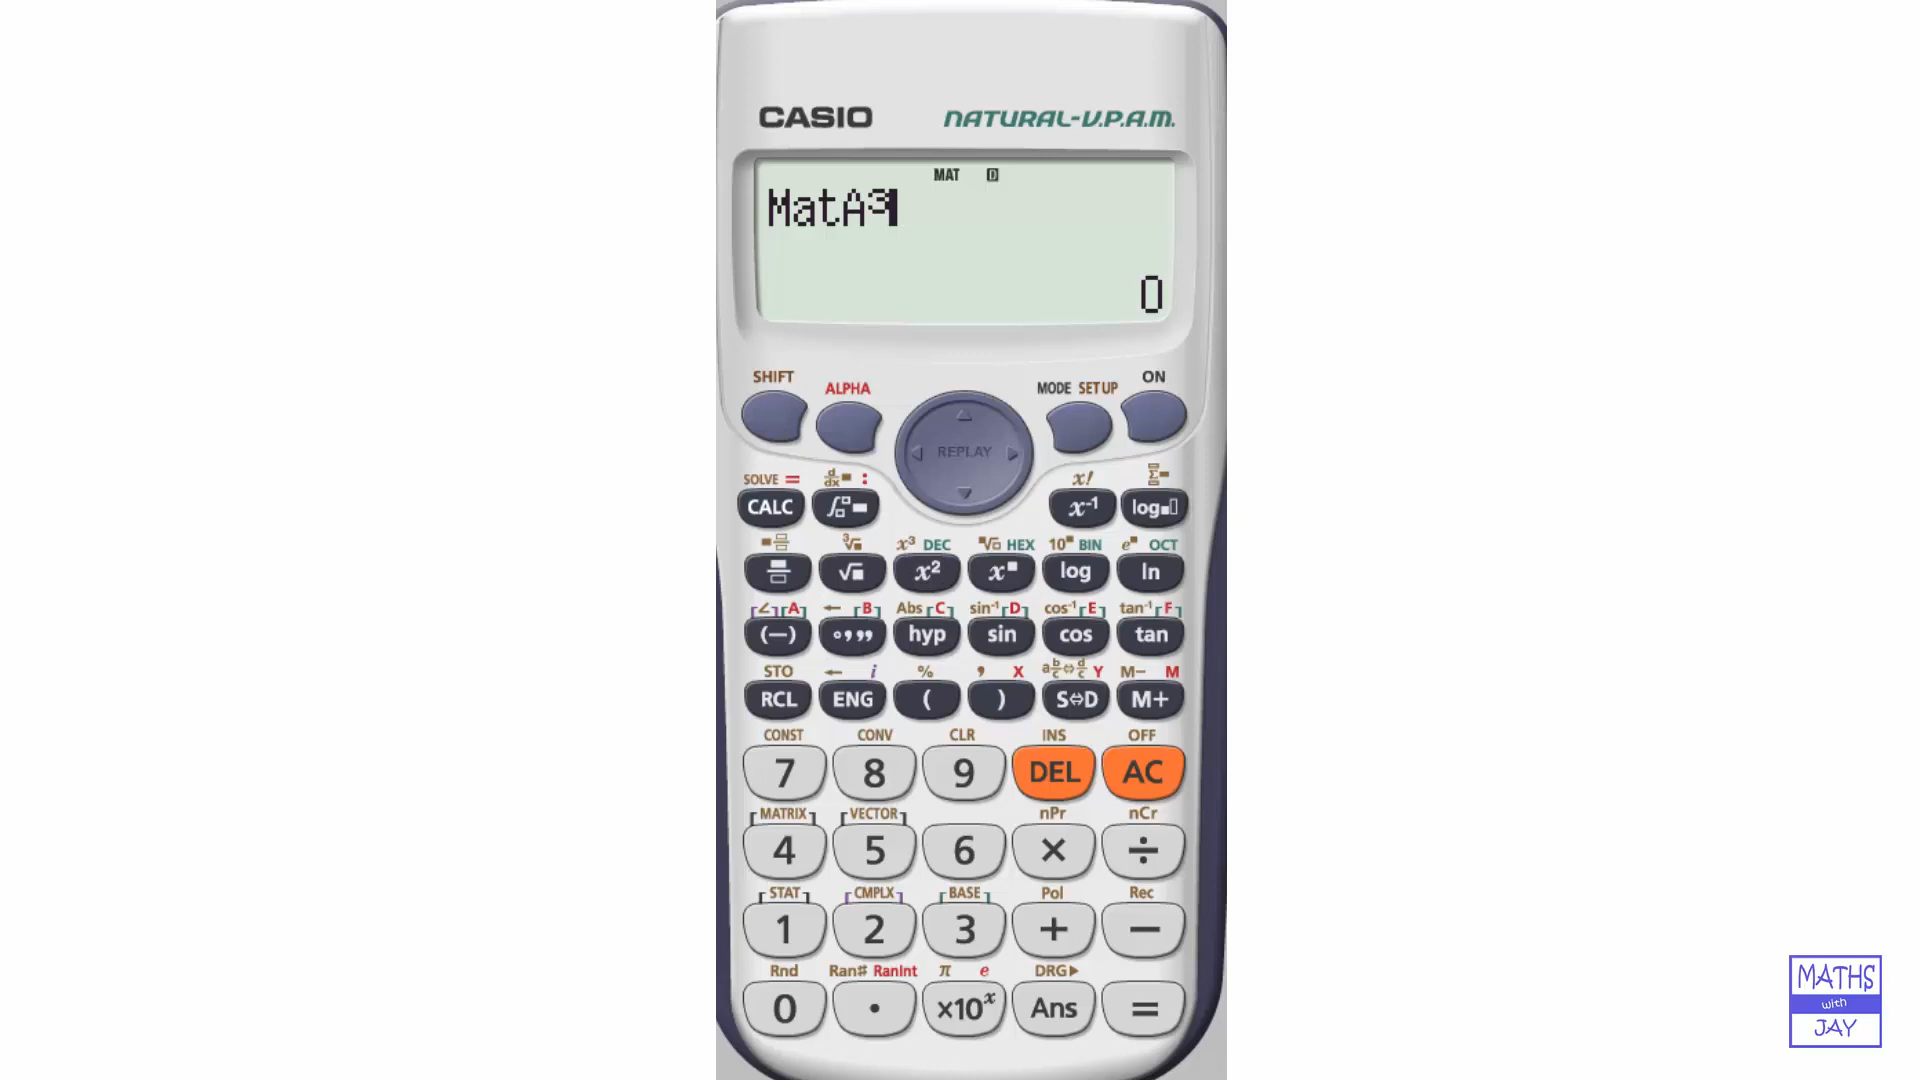 CASIO NATURAL-V.P.A.M.
MAT D
MatA³
0
SHIFT ALPHA MODE SETUP ON
REPLAY
SOLVE = d/dx : x! Σ
CALC ∫ x⁻¹ log
³√ x³ DEC √ HEX 10 BIN e OCT
√ x² x log ln
∠ A ← B Abs C sin⁻¹ D cos⁻¹ E tan⁻¹ F
(−) °,,, hyp sin cos tan
STO ← i % , X a b/c⇔d/c Y M− M
RCL ENG ( ) S⇔D M+
CONST CONV CLR INS OFF
7 8 9 DEL AC
MATRIX VECTOR nPr nCr
4 5 6 × ÷
STAT CMPLX BASE Pol Rec
1 2 3 + −
Rnd Ran# RanInt π e DRG▶
0 . ×10ˣ Ans =
MATHS
with
JAY